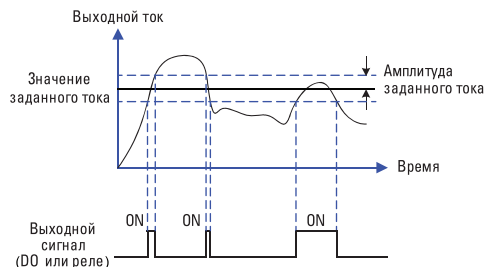 Выходной ток
Значение
заданного тока
Амплитуда
заданного тока
Время
ON
ON
ON
Выходной
сигнал
(DO или реле)